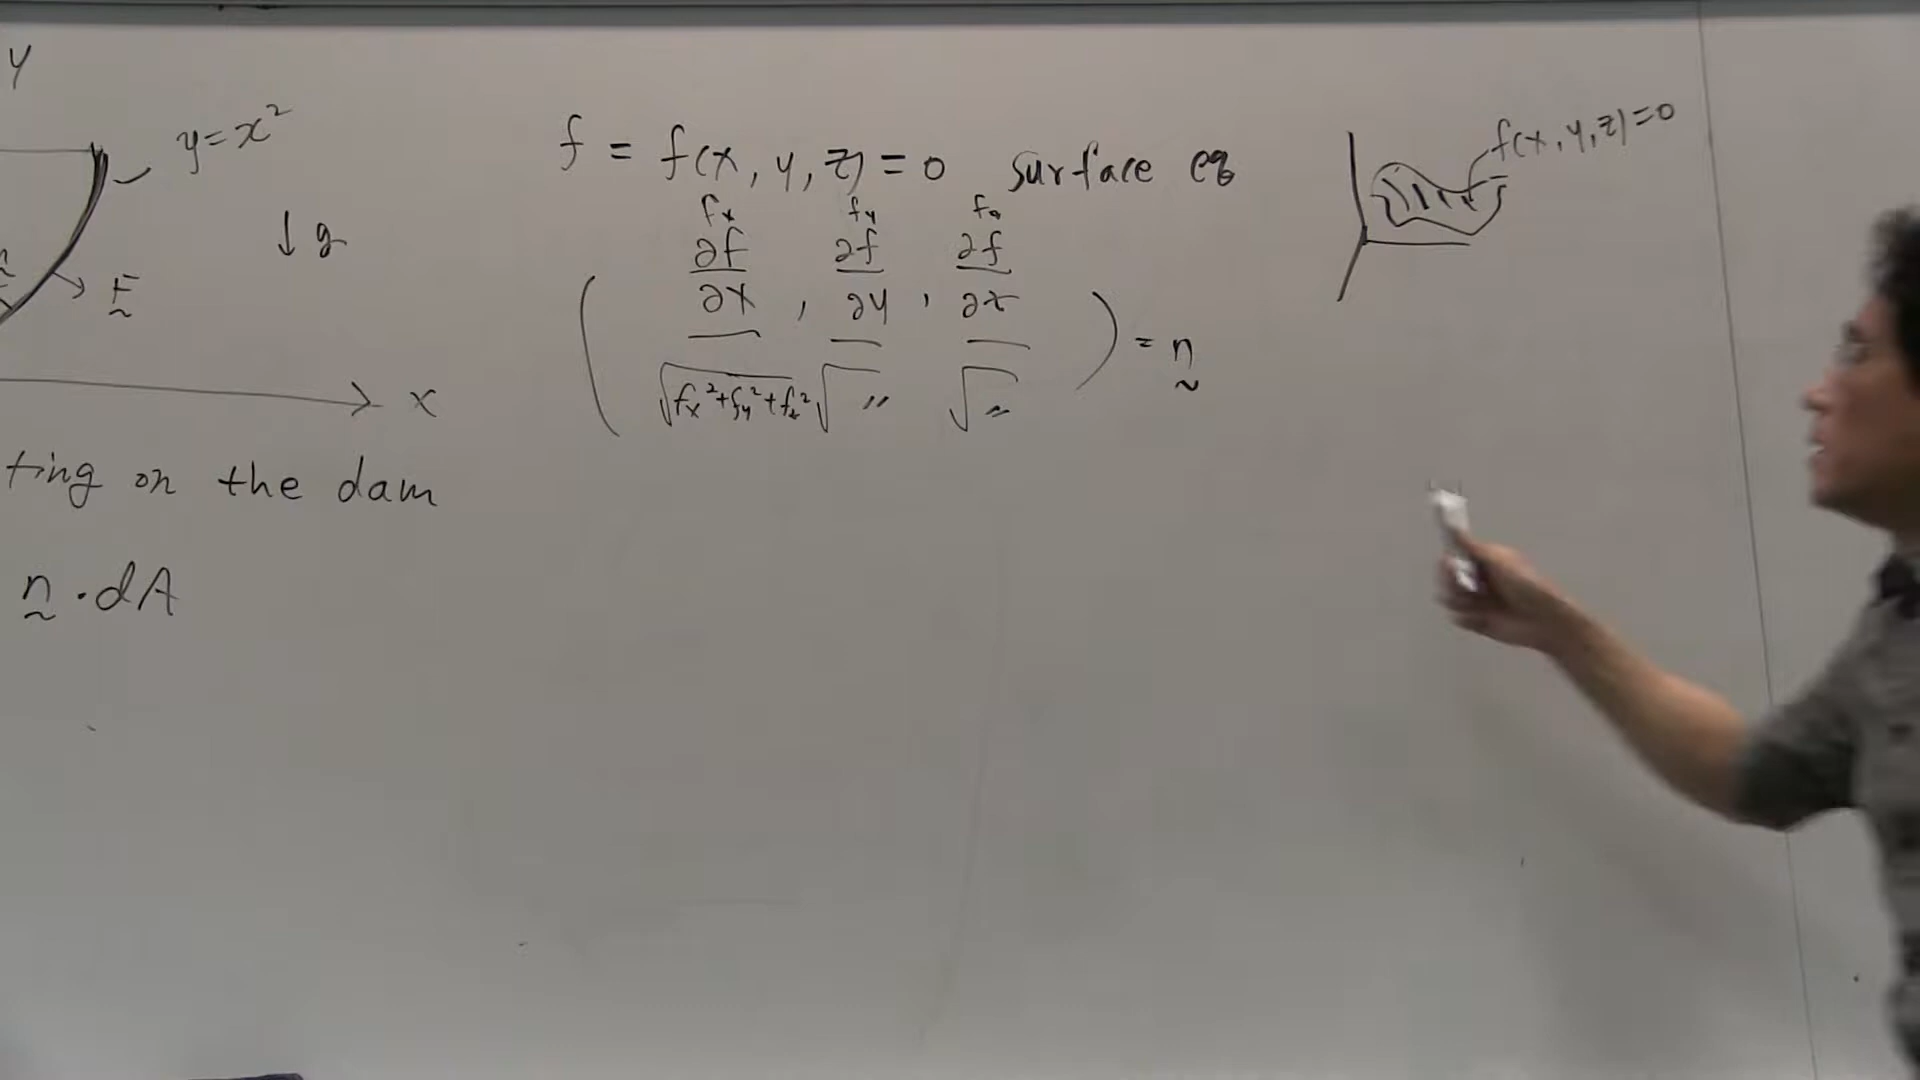 y
y=x²
↓ g
F
x
ting on the dam
n · dA
f = f(x, y, z) = 0 surface eq
fx fy fz
( ∂f/∂x / √(fx²+fy²+fz²) , ∂f/∂y / √〃 , ∂f/∂z / √〃 ) = n
f(x, y, z)=0